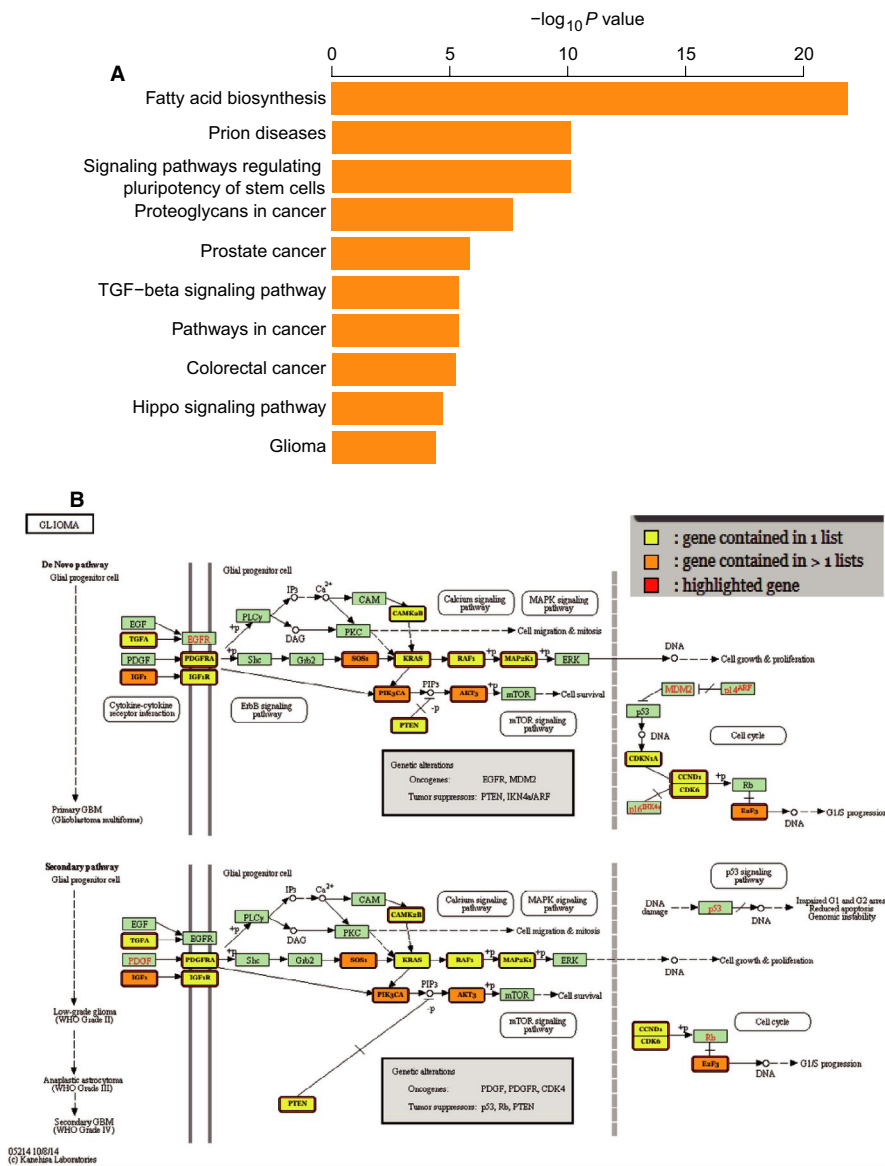 −log10 P value
0 5 10 15 20
A
Fatty acid biosynthesis
Prion diseases
Signaling pathways regulating
pluripotency of stem cells
Proteoglycans in cancer
Prostate cancer
TGF−beta signaling pathway
Pathways in cancer
Colorectal cancer
Hippo signaling pathway
Glioma
B
GLIOMA
: gene contained in 1 list
: gene contained in > 1 lists
: highlighted gene
De Novo pathway
Glial progenitor cell
Glial progenitor cell
IP3 Ca2+
CAM
Calcium signaling
pathway
MAPK signaling
pathway
EGF
TGFA
EGFR
+p
PLCγ
DAG
PKC
CAMK2B
Cell migration & mitosis
PDGF
PDGFRA
+p
Shc
Grb2
SOS1
KRAS
RAF1
+p
MAP2K1
+p
ERK
DNA
Cell growth & proliferation
IGF1
IGF1R
PIK3CA
PIP3
-p
AKT3
+p
mTOR
Cell survival
PTEN
MDM2
p14ARF
p53
DNA
Cytokine-cytokine
receptor interaction
ErbB signaling
pathway
mTOR signaling
pathway
Cell cycle
CDKN1A
CCND1
CDK6
+p
Rb
p16INK4a
E2F3
DNA
G1/S progression
Genetic alterations
Oncogenes: EGFR, MDM2
Tumor suppressors: PTEN, IKN4a/ARF
Primary GBM
(Glioblastoma multiforme)
Secondary pathway
Glial progenitor cell
Glial progenitor cell
IP3 Ca2+
CAM
Calcium signaling
pathway
MAPK signaling
pathway
p53 signaling
pathway
EGF
TGFA
EGFR
+p
PLCγ
DAG
PKC
CAMK2B
Cell migration & mitosis
DNA
damage
p53
DNA
Impaired G1 and G2 arres
Reduced apoptosis
Genomic instability
PDGF
PDGFRA
+p
Shc
Grb2
SOS1
KRAS
RAF1
+p
MAP2K1
+p
ERK
DNA
Cell growth & proliferation
IGF1
IGF1R
PIK3CA
PIP3
-p
AKT3
+p
mTOR
Cell survival
Low-grade glioma
(WHO Grade II)
mTOR signaling
pathway
CCND1
CDK6
+p
Rb
Cell cycle
E2F3
DNA
G1/S progression
Anaplastic astrocytoma
(WHO Grade III)
PTEN
Genetic alterations
Oncogenes: PDGF, PDGFR, CDK4
Tumor suppressors: p53, Rb, PTEN
Secondary GBM
(WHO Grade IV)
05214 10/8/14
(c) Kanehisa Laboratories